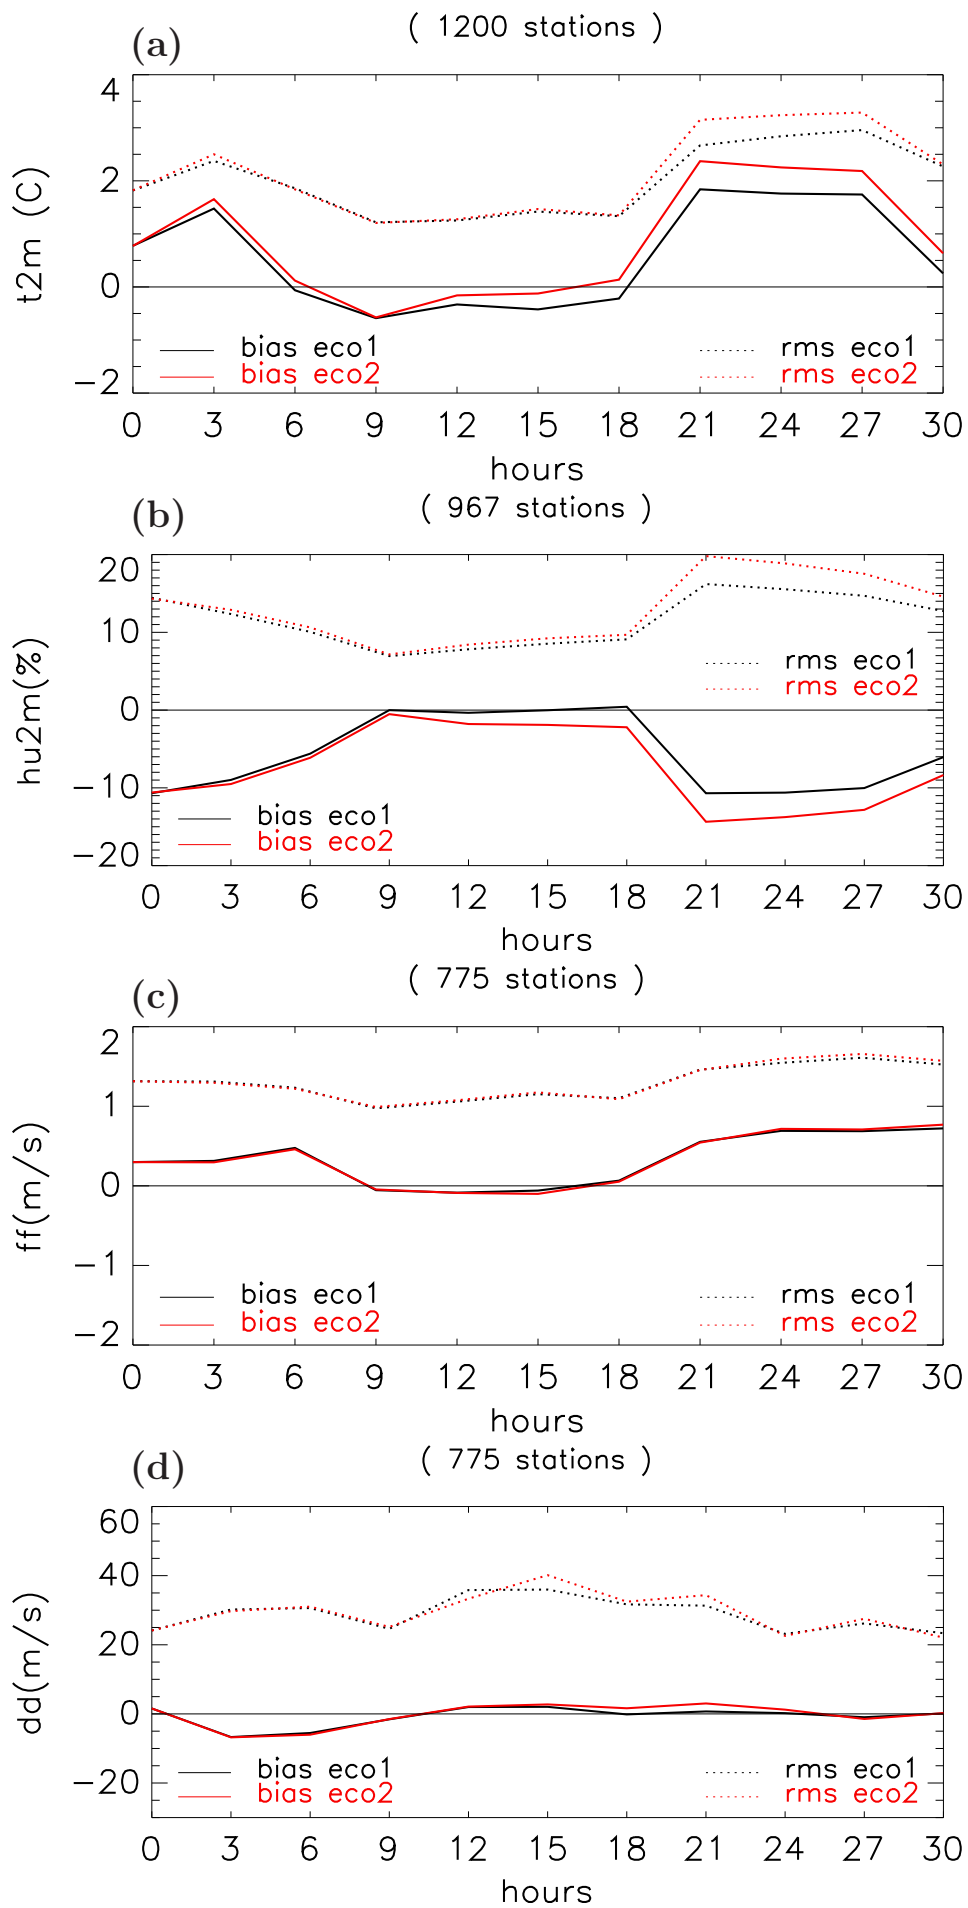 (a)
( 1200 stations )
t2m (C)
4
2
0
−2
bias eco1
bias eco2
rms eco1
rms eco2
0 3 6 9 12 15 18 21 24 27 30
hours
(b)
( 967 stations )
hu2m(%)
20
10
0
−10
−20
rms eco1
rms eco2
bias eco1
bias eco2
0 3 6 9 12 15 18 21 24 27 30
hours
(c)
( 775 stations )
ff(m/s)
2
1
0
−1
−2
bias eco1
bias eco2
rms eco1
rms eco2
0 3 6 9 12 15 18 21 24 27 30
hours
(d)
( 775 stations )
dd(m/s)
60
40
20
0
−20
bias eco1
bias eco2
rms eco1
rms eco2
0 3 6 9 12 15 18 21 24 27 30
hours